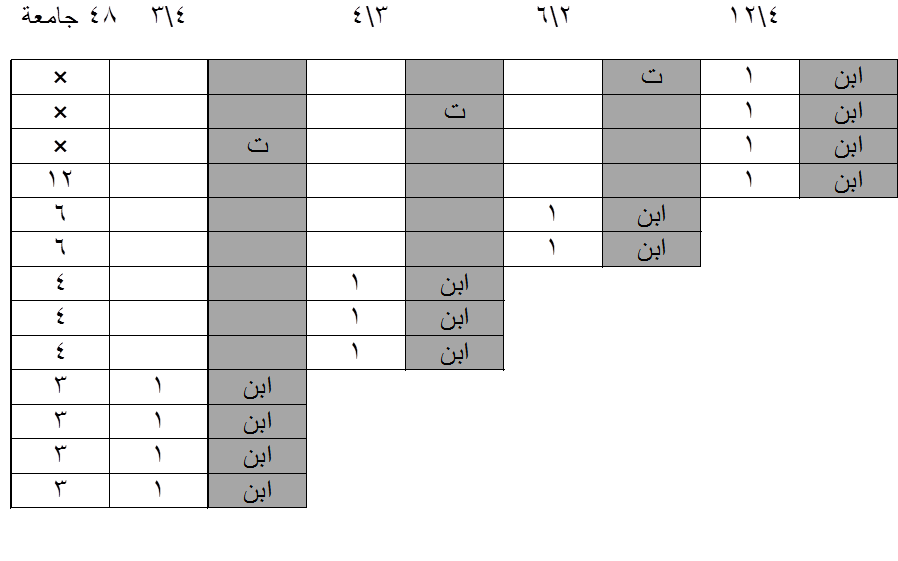 ٤\١٢ ٢\٦ ٣\٤ ٤\٣ ٤٨ جامعة
ابن ١ ت ×
ابن ١ ت ×
ابن ١ ت ×
ابن ١ ١٢
ابن ١ ٦
ابن ١ ٦
ابن ١ ٤
ابن ١ ٤
ابن ١ ٤
ابن ١ ٣
ابن ١ ٣
ابن ١ ٣
ابن ١ ٣